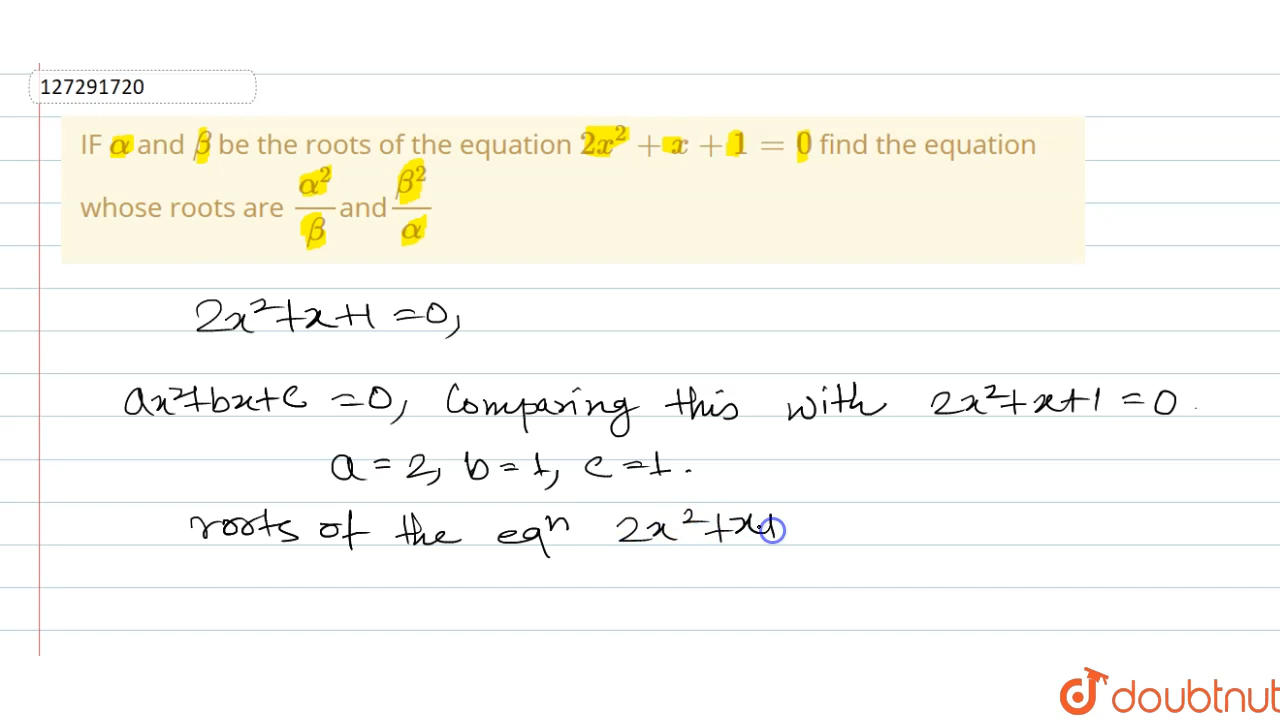 127291720
IF α and β be the roots of the equation 2x² + x + 1 = 0 find the equation
whose roots are α²/β and β²/α
2x²+x+1 =0,
ax²+bx+c =0, Comparing this with 2x²+x+1 =0
a = 2, b = 1, c = 1.
roots of the eqⁿ 2x²+x+
doubtnut